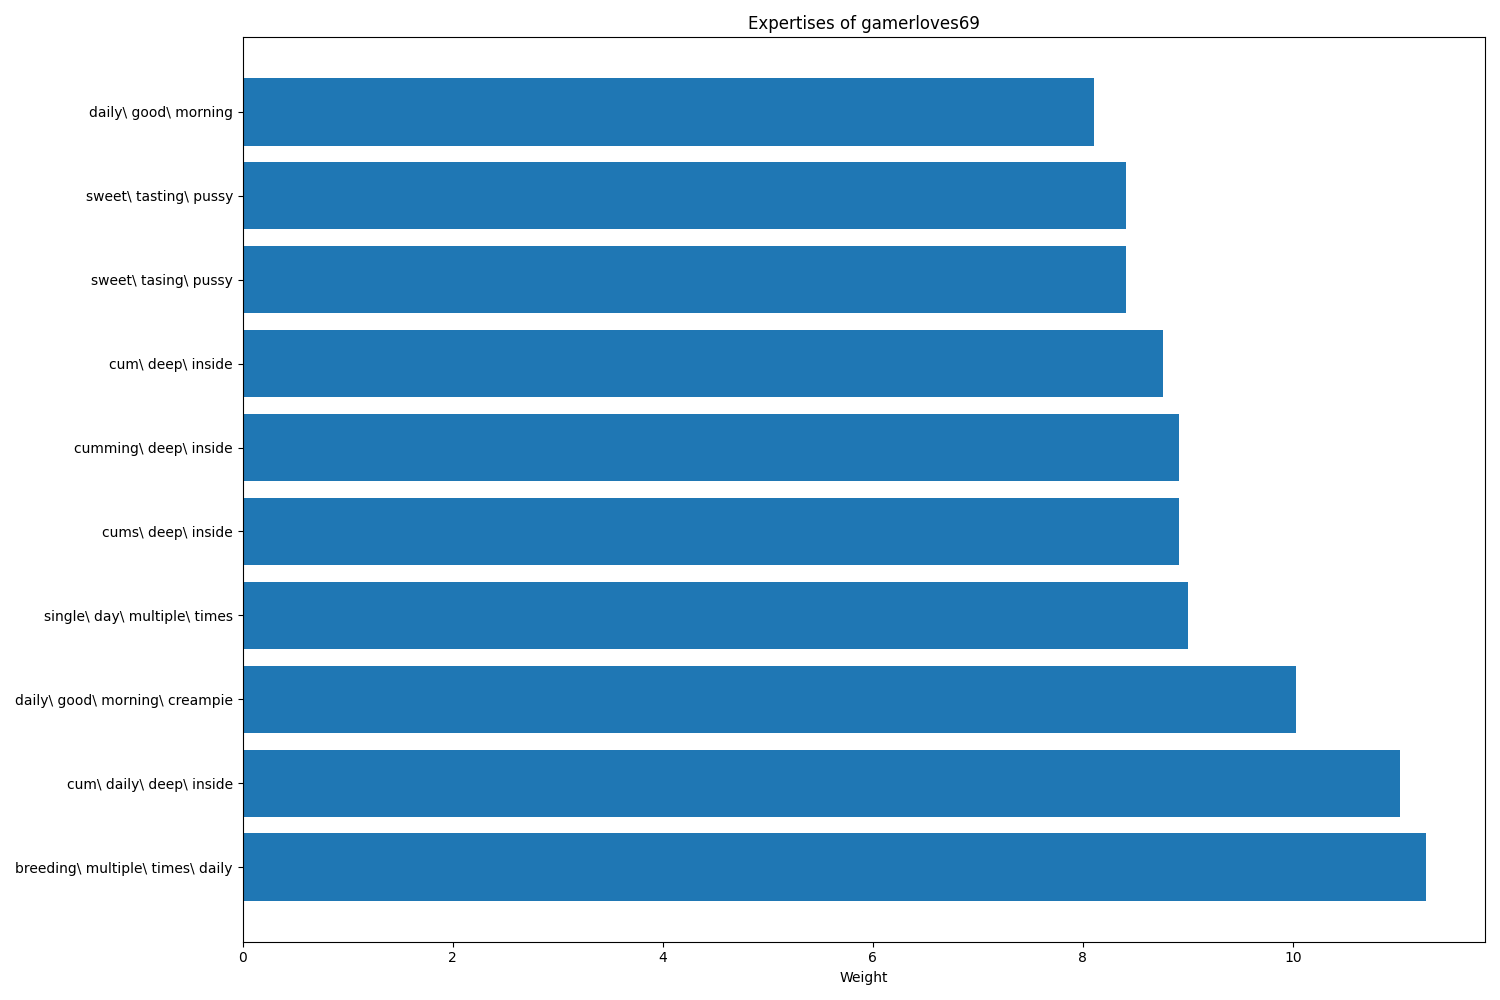 Expertises of gamerloves69
daily\ good\ morning
sweet\ tasting\ pussy
sweet\ tasing\ pussy
cum\ deep\ inside
cumming\ deep\ inside
cums\ deep\ inside
single\ day\ multiple\ times
daily\ good\ morning\ creampie
cum\ daily\ deep\ inside
breeding\ multiple\ times\ daily
0 2 4 6 8 10
Weight